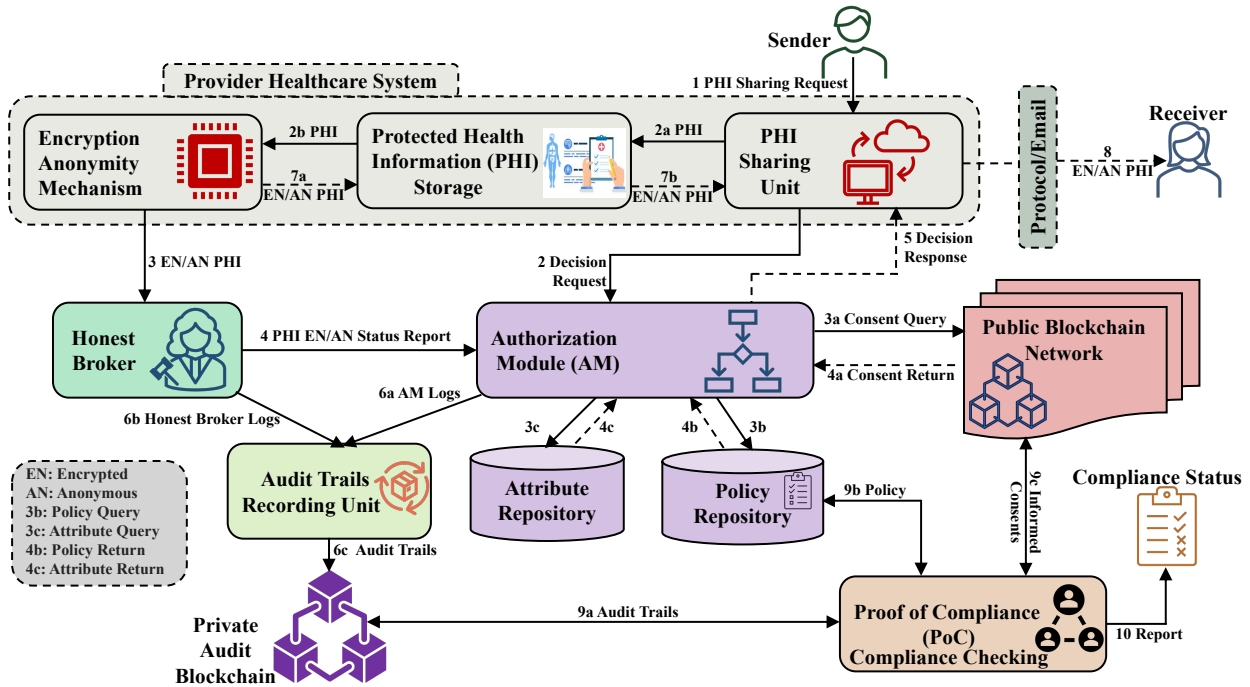 Sender
Provider Healthcare System
1 PHI Sharing Request
Encryption
Anonymity
Mechanism
2b PHI
7a
EN/AN PHI
Protected Health
Information (PHI)
Storage
2a PHI
7b
EN/AN PHI
PHI
Sharing
Unit
Protocol/Email
8
EN/AN PHI
Receiver
3 EN/AN PHI
2 Decision
Request
5 Decision
Response
Honest
Broker
4 PHI EN/AN Status Report
Authorization
Module (AM)
3a Consent Query
4a Consent Return
Public Blockchain
Network
6b Honest Broker Logs
6a AM Logs
3c
4c
4b
3b
EN: Encrypted
AN: Anonymous
3b: Policy Query
3c: Attribute Query
4b: Policy Return
4c: Attribute Return
Audit Trails
Recording Unit
Attribute
Repository
Policy
Repository
9b Policy
9c Informed
Consents
Compliance Status
6c Audit Trails
Private
Audit
Blockchain
9a Audit Trails
Proof of Compliance
(PoC)
Compliance Checking
10 Report